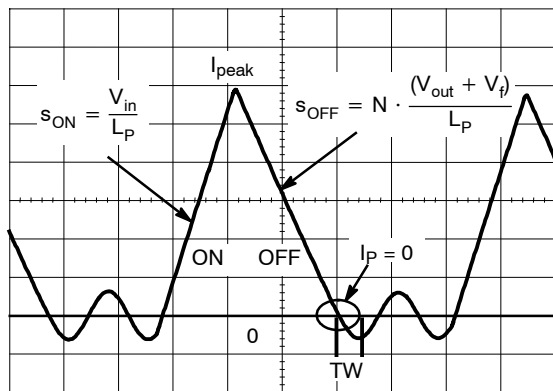 I_peak
s_ON = V_in / L_P
s_OFF = N · (V_out + V_f) / L_P
ON
OFF
I_P = 0
0
TW